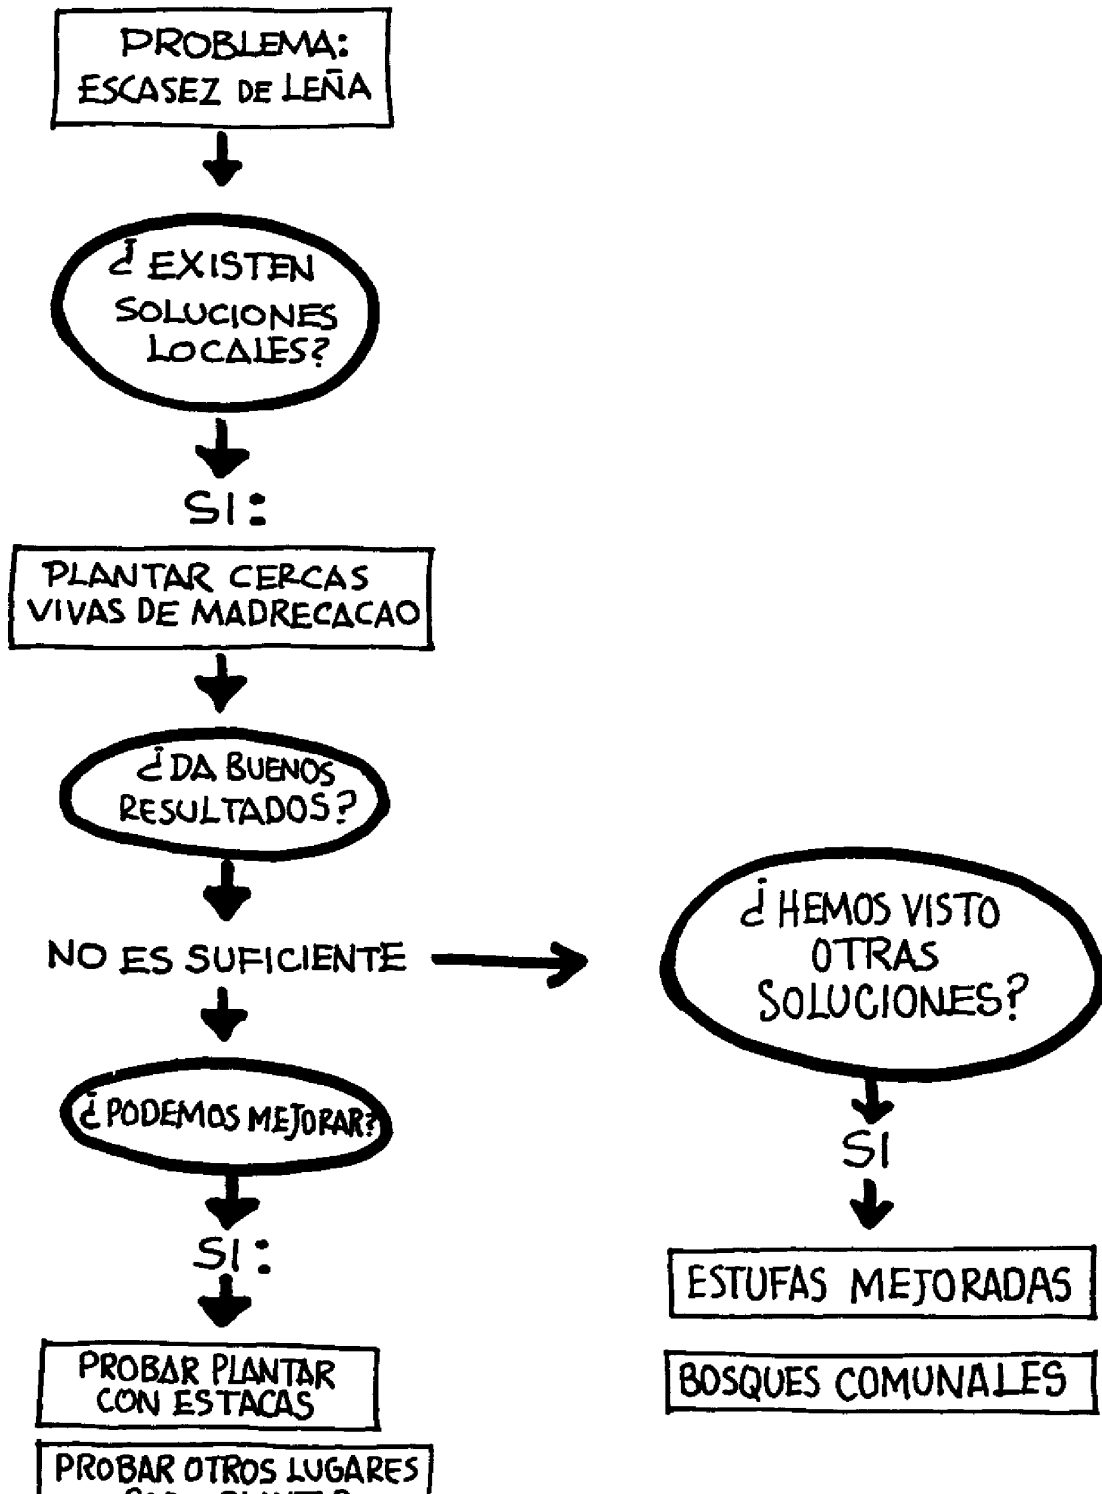 PROBLEMA:
ESCASEZ DE LEÑA
¿EXISTEN
SOLUCIONES
LOCALES?
SI:
PLANTAR CERCAS
VIVAS DE MADRECACAO
¿DA BUENOS
RESULTADOS?
NO ES SUFICIENTE
¿PODEMOS MEJORAR?
SI:
PROBAR PLANTAR
CON ESTACAS
PROBAR OTROS LUGARES
¿HEMOS VISTO
OTRAS
SOLUCIONES?
SI
ESTUFAS MEJORADAS
BOSQUES COMUNALES